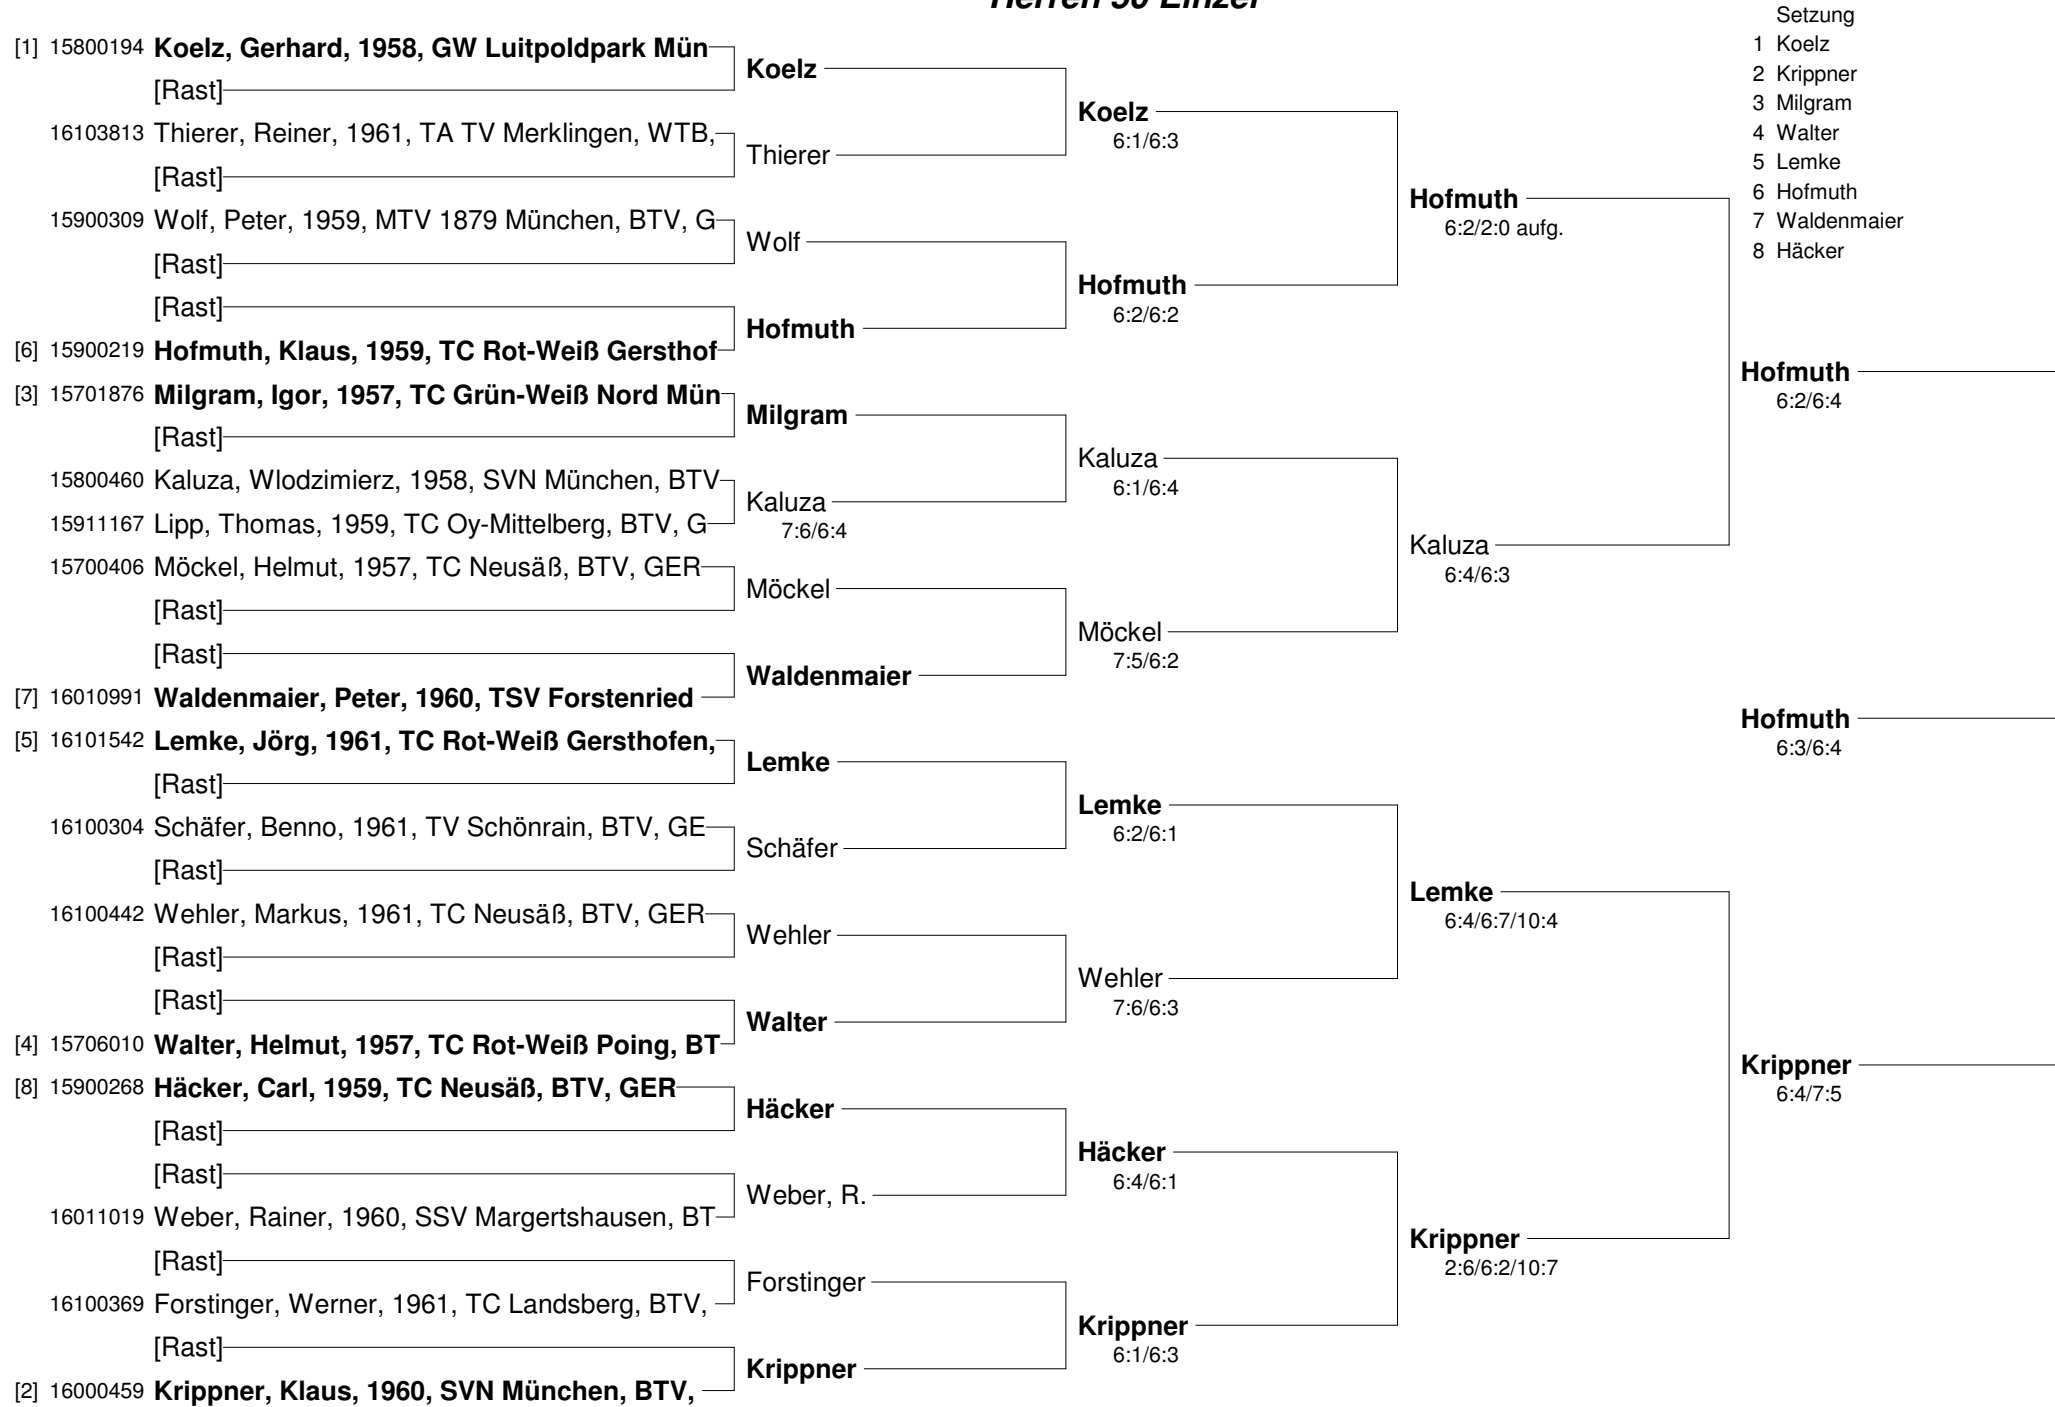 Herren 50 Einzel
Setzung
1 Koelz
2 Krippner
3 Milgram
4 Walter
5 Lemke
6 Hofmuth
7 Waldenmaier
8 Häcker
[1] 15800194 Koelz, Gerhard, 1958, GW Luitpoldpark Mün
[Rast]
16103813 Thierer, Reiner, 1961, TA TV Merklingen, WTB,
[Rast]
15900309 Wolf, Peter, 1959, MTV 1879 München, BTV, G
[Rast]
[Rast]
[6] 15900219 Hofmuth, Klaus, 1959, TC Rot-Weiß Gersthof
[3] 15701876 Milgram, Igor, 1957, TC Grün-Weiß Nord Mün
[Rast]
15800460 Kaluza, Wlodzimierz, 1958, SVN München, BTV
15911167 Lipp, Thomas, 1959, TC Oy-Mittelberg, BTV, G
15700406 Möckel, Helmut, 1957, TC Neusäß, BTV, GER
[Rast]
[Rast]
[7] 16010991 Waldenmaier, Peter, 1960, TSV Forstenried
[5] 16101542 Lemke, Jörg, 1961, TC Rot-Weiß Gersthofen,
[Rast]
16100304 Schäfer, Benno, 1961, TV Schönrain, BTV, GE
[Rast]
16100442 Wehler, Markus, 1961, TC Neusäß, BTV, GER
[Rast]
[Rast]
[4] 15706010 Walter, Helmut, 1957, TC Rot-Weiß Poing, BT
[8] 15900268 Häcker, Carl, 1959, TC Neusäß, BTV, GER
[Rast]
[Rast]
16011019 Weber, Rainer, 1960, SSV Margertshausen, BT
[Rast]
16100369 Forstinger, Werner, 1961, TC Landsberg, BTV,
[Rast]
[2] 16000459 Krippner, Klaus, 1960, SVN München, BTV,
Koelz
Thierer
Wolf
Hofmuth
Milgram
Kaluza
7:6/6:4
Möckel
Waldenmaier
Lemke
Schäfer
Wehler
Walter
Häcker
Weber, R.
Forstinger
Krippner
Koelz
6:1/6:3
Hofmuth
6:2/6:2
Kaluza
6:1/6:4
Möckel
7:5/6:2
Lemke
6:2/6:1
Wehler
7:6/6:3
Häcker
6:4/6:1
Krippner
6:1/6:3
Hofmuth
6:2/2:0 aufg.
Kaluza
6:4/6:3
Lemke
6:4/6:7/10:4
Krippner
2:6/6:2/10:7
Hofmuth
6:2/6:4
Hofmuth
6:3/6:4
Krippner
6:4/7:5